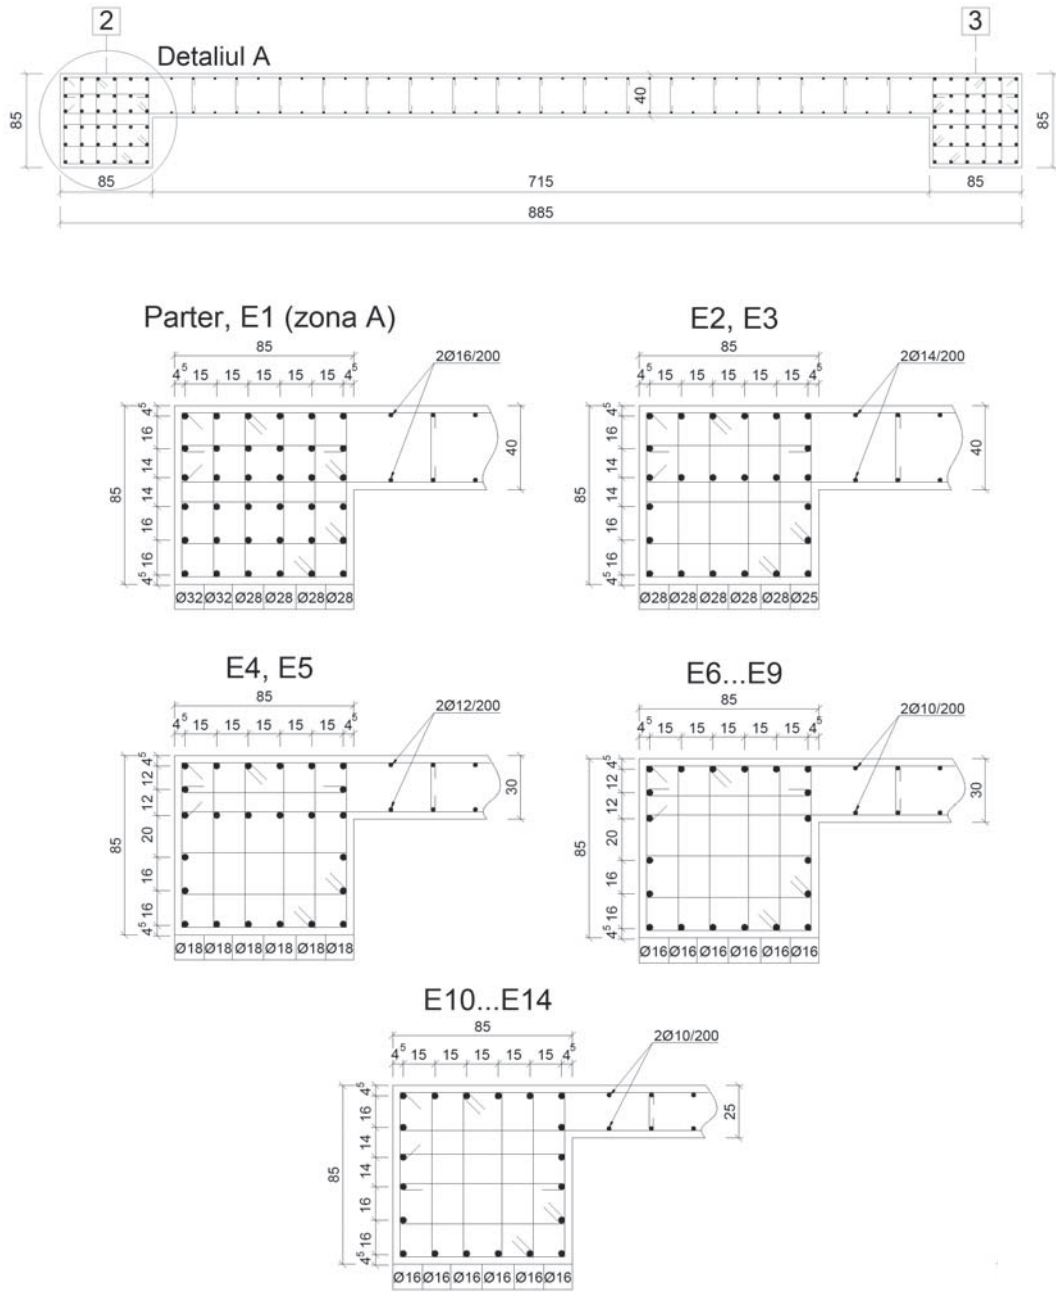 2
3
Detaiul A
85
40
85
85
715
85
885
Parter, E1 (zona A)
85
4⁵ 15 15 15 15 15 4⁵
2Ø16/200
85
4⁵ 16 14 14 16 16 4⁵
40
Ø32 Ø32 Ø28 Ø28 Ø28 Ø28
E2, E3
85
4⁵ 15 15 15 15 15 4⁵
2Ø14/200
85
4⁵ 16 14 14 16 16 4⁵
40
Ø28 Ø28 Ø28 Ø28 Ø28 Ø25
E4, E5
85
4⁵ 15 15 15 15 15 4⁵
2Ø12/200
85
4⁵ 12 12 20 16 16 4⁵
30
Ø18 Ø18 Ø18 Ø18 Ø18 Ø18
E6...E9
85
4⁵ 15 15 15 15 15 4⁵
2Ø10/200
85
4⁵ 12 12 20 16 16 4⁵
30
Ø16 Ø16 Ø16 Ø16 Ø16 Ø16
E10...E14
85
4⁵ 15 15 15 15 15 4⁵
2Ø10/200
85
4⁵ 16 14 14 16 16 4⁵
25
Ø16 Ø16 Ø16 Ø16 Ø16 Ø16